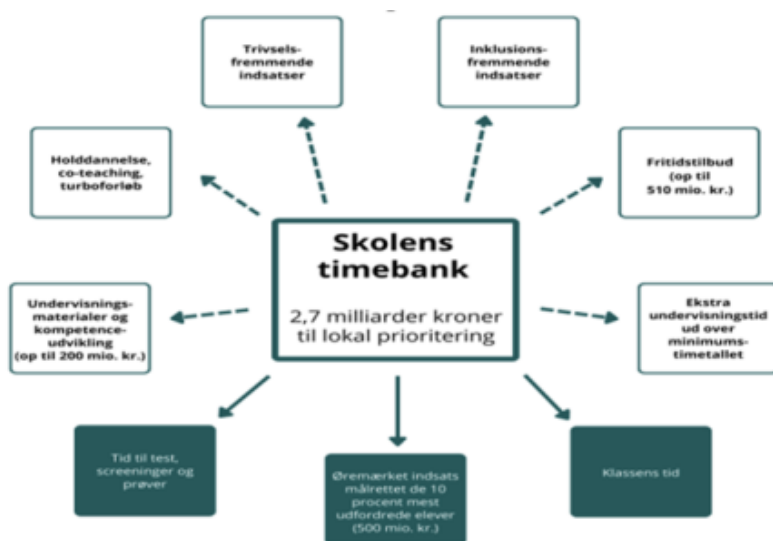 Trivsels-
fremmende
indsatser
Inklusions-
fremmende
indsatser
Holddannelse,
co-teaching,
turboforløb
Fritidstilbud
(op til
510 mio. kr.)
Skolens
timebank
2,7 milliarder kroner
til lokal prioritering
Undervisnings-
materialer og
kompetence-
udvikling
(op til 200 mio. kr.)
Ekstra
undervisningstid
ud over
minimums-
timetallet
Tid til test,
screeninger og
prøver
Øremærket indsats
målrettet de 10
procent mest
udfordrede elever
(500 mio. kr.)
Klassens tid